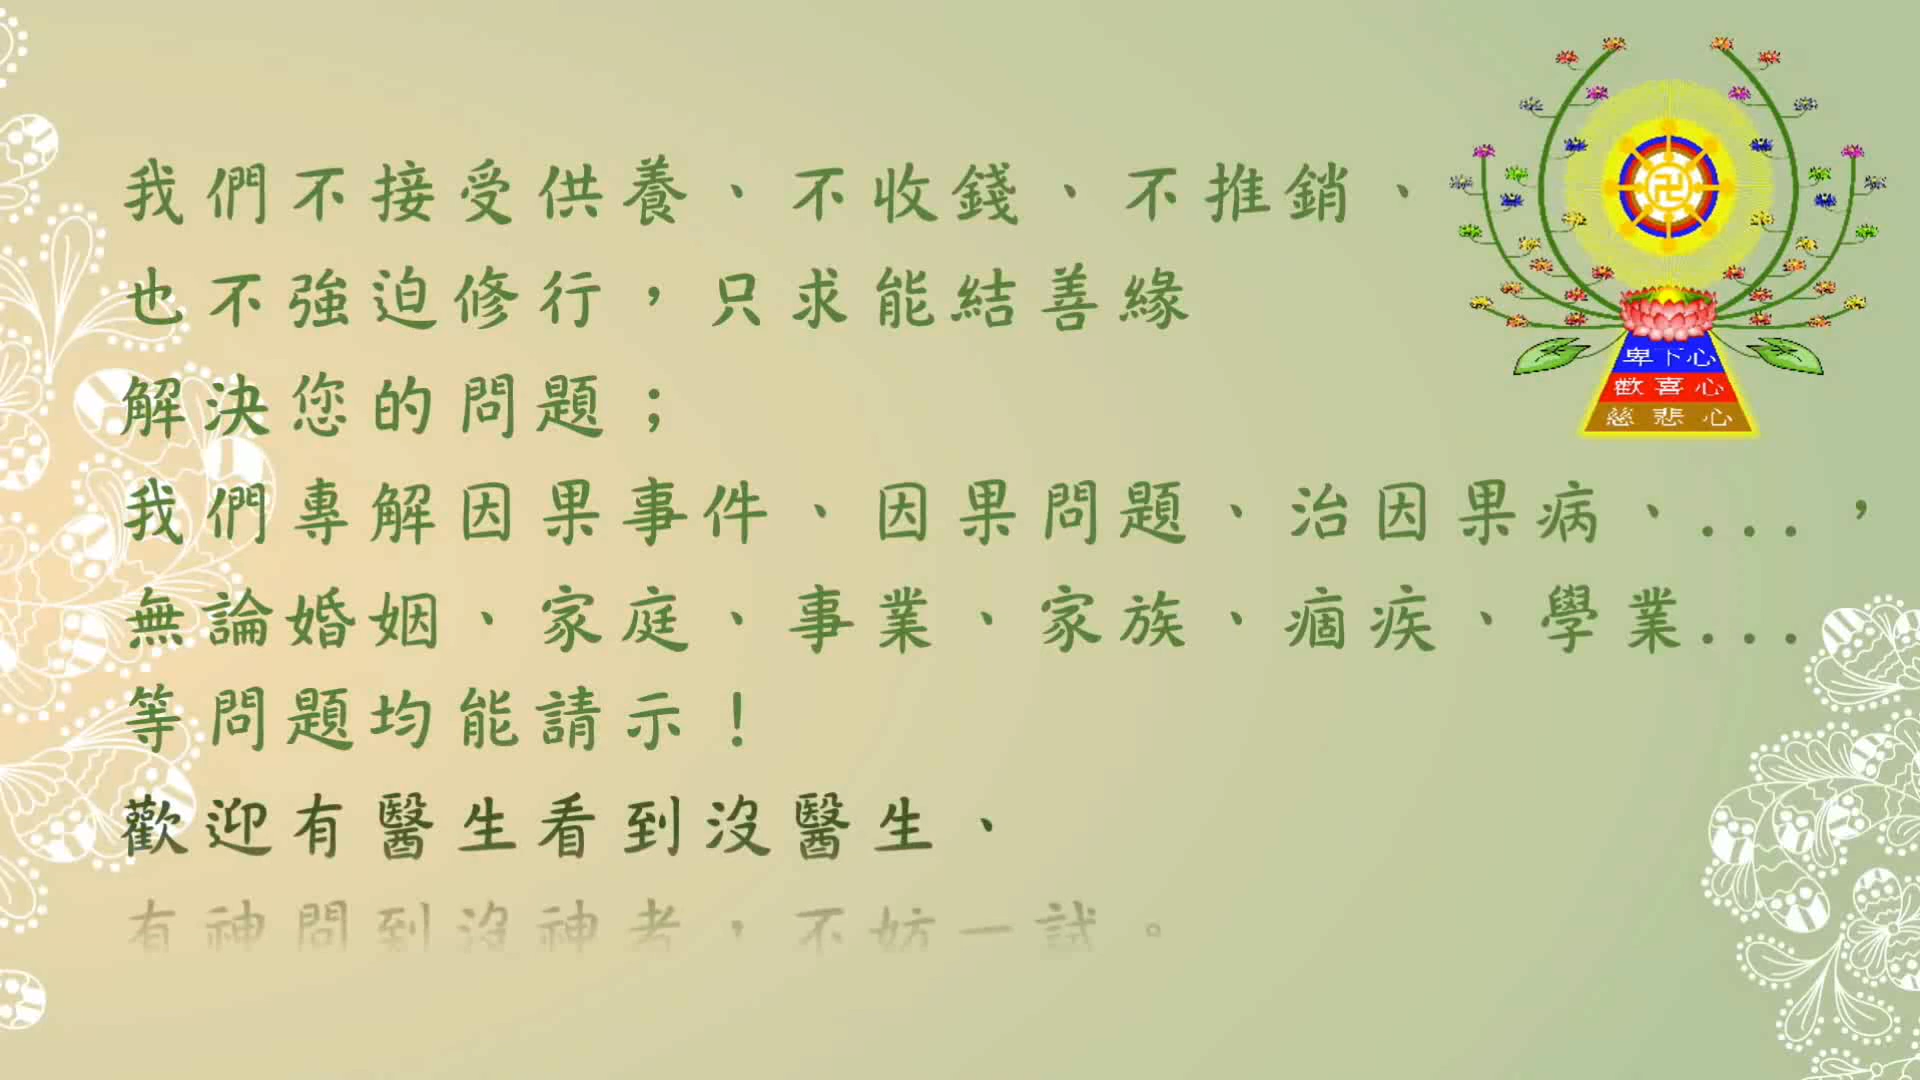 我們不接受供養、不收錢、不推銷、
也不強迫修行，只求能結善緣
解決您的問題；
我們專解因果事件、因果問題、治因果病、...，
無論婚姻、家庭、事業、家族、痼疾、學業...
等問題均能請示！
歡迎有醫生看到沒醫生、
有神問到沒神者，不妨一試。
卍
卑下心
歡喜心
慈悲心